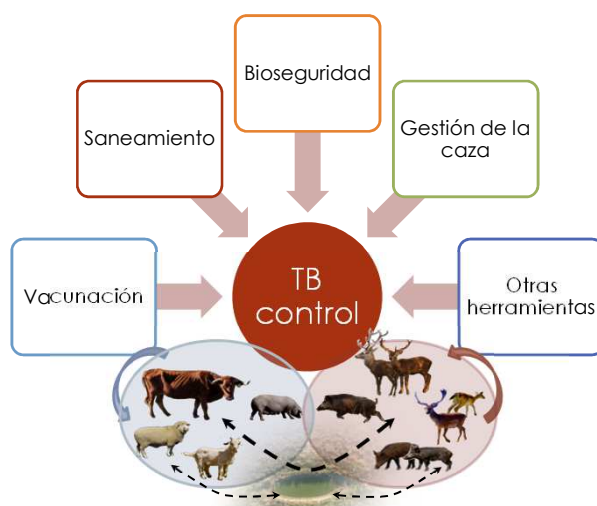 Bioseguridad
Saneamiento
Gestión de la
caza
Vacunación
TB
control
Otras
herramientas